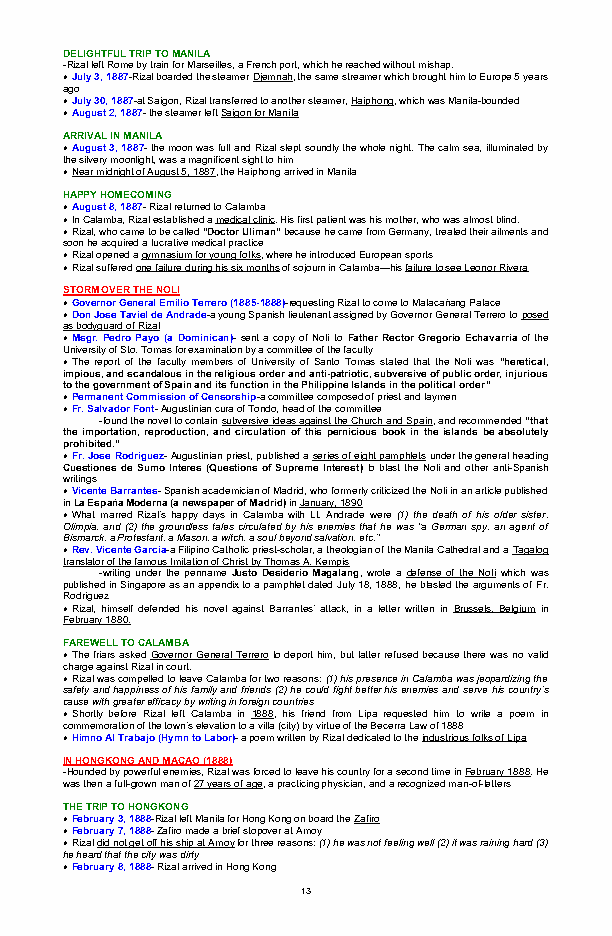 DELIGHTFUL TRIP TO MANILA
-Rizal left Rome by train for Marseilles, a French port, which he reached without mishap.
• July 3, 1887-Rizal boarded the steamer Djemnah, the same streamer which brought him to Europe 5 years
ago
• July 30, 1887-at Saigon, Rizal transferred to another steamer, Haiphong, which was Manila-bounded
• August 2, 1887- the steamer left Saigon for Manila
ARRIVAL IN MANILA
• August 3, 1887- the moon was full and Rizal slept soundly the whole night. The calm sea, illuminated by
the silvery moonlight, was a magnificent sight to him
• Near midnight of August 5, 1887, the Haiphong arrived in Manila
HAPPY HOMECOMING
• August 8, 1887- Rizal returned to Calamba
• In Calamba, Rizal established a medical clinic. His first patient was his mother, who was almost blind.
• Rizal, who came to be called "Doctor Uliman" because he came from Germany, treated their ailments and
soon he acquired a lucrative medical practice
• Rizal opened a gymnasium for young folks, where he introduced European sports
• Rizal suffered one failure during his six months of sojourn in Calamba—his failure to see Leonor Rivera
STORM OVER THE NOLI
• Governor General Emilio Terrero (1885-1888)-requesting Rizal to come to Malacañang Palace
• Don Jose Taviel de Andrade-a young Spanish lieutenant assigned by Governor General Terrero to posed
as bodyguard of Rizal
• Msgr. Pedro Payo (a Dominican)- sent a copy of Noli to Father Rector Gregorio Echavarria of the
University of Sto. Tomas for examination by a committee of the faculty
• The report of the faculty members of University of Santo Tomas stated that the Noli was "heretical,
impious, and scandalous in the religious order and anti-patriotic, subversive of public order, injurious
to the government of Spain and its function in the Philippine Islands in the political order"
• Permanent Commission of Censorship-a committee composed of priest and laymen
• Fr. Salvador Font- Augustinian cura of Tondo, head of the committee
-found the novel to contain subversive ideas against the Church and Spain, and recommended "that
the importation, reproduction, and circulation of this pernicious book in the islands be absolutely
prohibited."
• Fr. Jose Rodriguez- Augustinian priest, published a series of eight pamphlets under the general heading
Cuestiones de Sumo Interes (Questions of Supreme Interest) to blast the Noli and other anti-Spanish
writings
• Vicente Barrantes- Spanish academician of Madrid, who formerly criticized the Noli in an article published
in La España Moderna (a newspaper of Madrid) in January, 1890
• What marred Rizal's happy days in Calamba with Lt. Andrade were (1) the death of his older sister,
Olimpia, and (2) the groundless tales circulated by his enemies that he was "a German spy, an agent of
Bismarck, a Protestant, a Mason, a witch, a soul beyond salvation, etc."
• Rev. Vicente Garcia-a Filipino Catholic priest-scholar, a theologian of the Manila Cathedral and a Tagalog
translator of the famous Imitation of Christ by Thomas A. Kempis
-writing under the penname Justo Desiderio Magalang, wrote a defense of the Noli which was
published in Singapore as an appendix to a pamphlet dated July 18, 1888, he blasted the arguments of Fr.
Rodriguez
• Rizal, himself defended his novel against Barrantes' attack, in a letter written in Brussels, Belgium in
February 1880.
FAREWELL TO CALAMBA
• The friars asked Governor General Terrero to deport him, but latter refused because there was no valid
charge against Rizal in court.
• Rizal was compelled to leave Calamba for two reasons: (1) his presence in Calamba was jeopardizing the
safety and happiness of his family and friends (2) he could fight better his enemies and serve his country's
cause with greater efficacy by writing in foreign countries
• Shortly before Rizal left Calamba in 1888, his friend from Lipa requested him to write a poem in
commemoration of the town's elevation to a villa (city) by virtue of the Becerra Law of 1888
• Himno Al Trabajo (Hymn to Labor)- a poem written by Rizal dedicated to the industrious folks of Lipa
IN HONGKONG AND MACAO (1888)
-Hounded by powerful enemies, Rizal was forced to leave his country for a second time in February 1888. He
was then a full-grown man of 27 years of age, a practicing physician, and a recognized man-of-letters
THE TRIP TO HONGKONG
• February 3, 1888-Rizal left Manila for Hong Kong on board the Zafiro
• February 7, 1888- Zafiro made a brief stopover at Amoy
• Rizal did not get off his ship at Amoy for three reasons: (1) he was not feeling well (2) it was raining hard (3)
he heard that the city was dirty
• February 8, 1888- Rizal arrived in Hong Kong
13